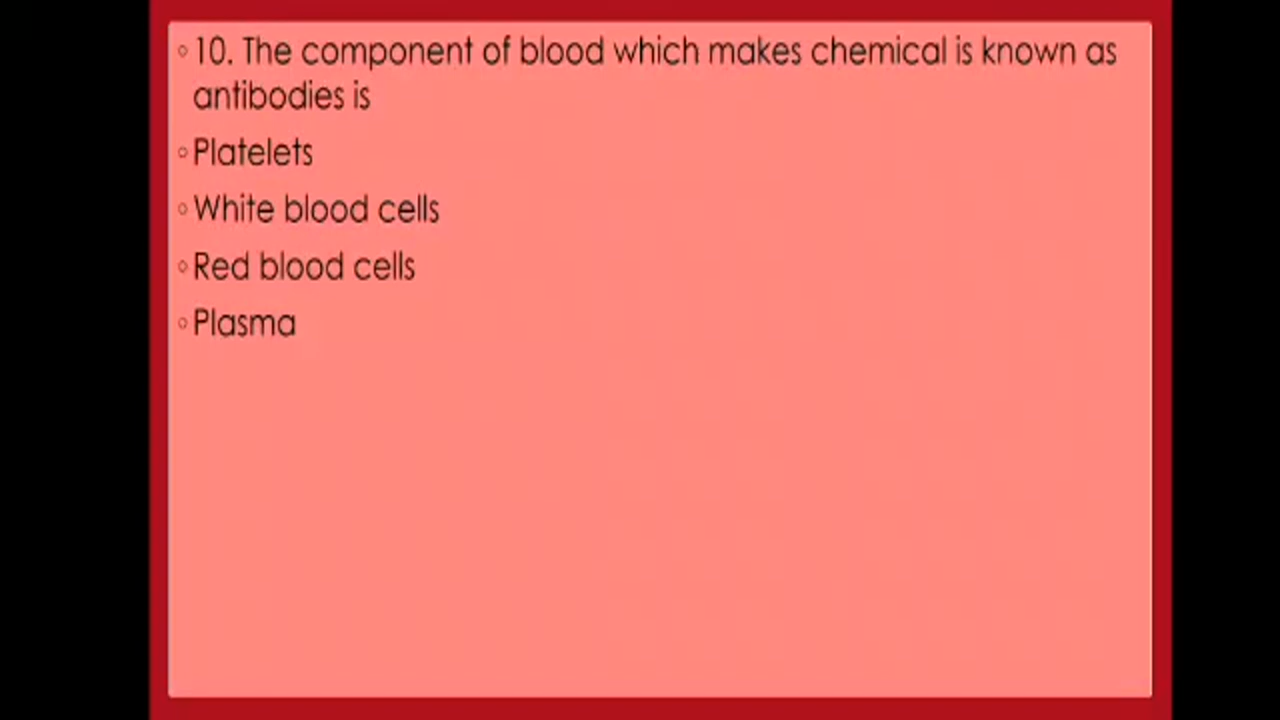 ◦ 10. The component of blood which makes chemical is known as
antibodies is
◦ Platelets
◦ White blood cells
◦ Red blood cells
◦ Plasma